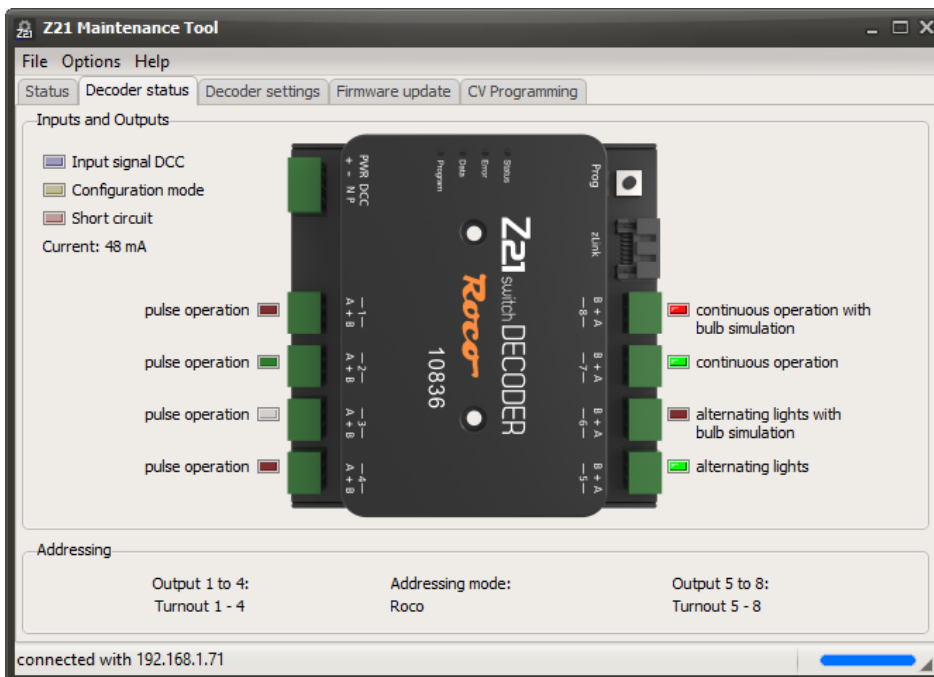 Z21 Maintenance Tool
File Options Help
Status Decoder status Decoder settings Firmware update CV Programming
Inputs and Outputs
Input signal DCC
Configuration mode
Short circuit
Current: 48 mA
PWR DCC
+ - N P
Program
Data
Error
Status
Prog
zLink
Z21 switch DECODER
Roco
10836
pulse operation
—1—
A + B
pulse operation
—2—
A + B
pulse operation
—3—
A + B
pulse operation
—4—
A + B
B + A
—8—
continuous operation with
bulb simulation
B + A
—7—
continuous operation
B + A
—6—
alternating lights with
bulb simulation
B + A
—5—
alternating lights
Addressing
Output 1 to 4:
Turnout 1 - 4
Addressing mode:
Roco
Output 5 to 8:
Turnout 5 - 8
connected with 192.168.1.71